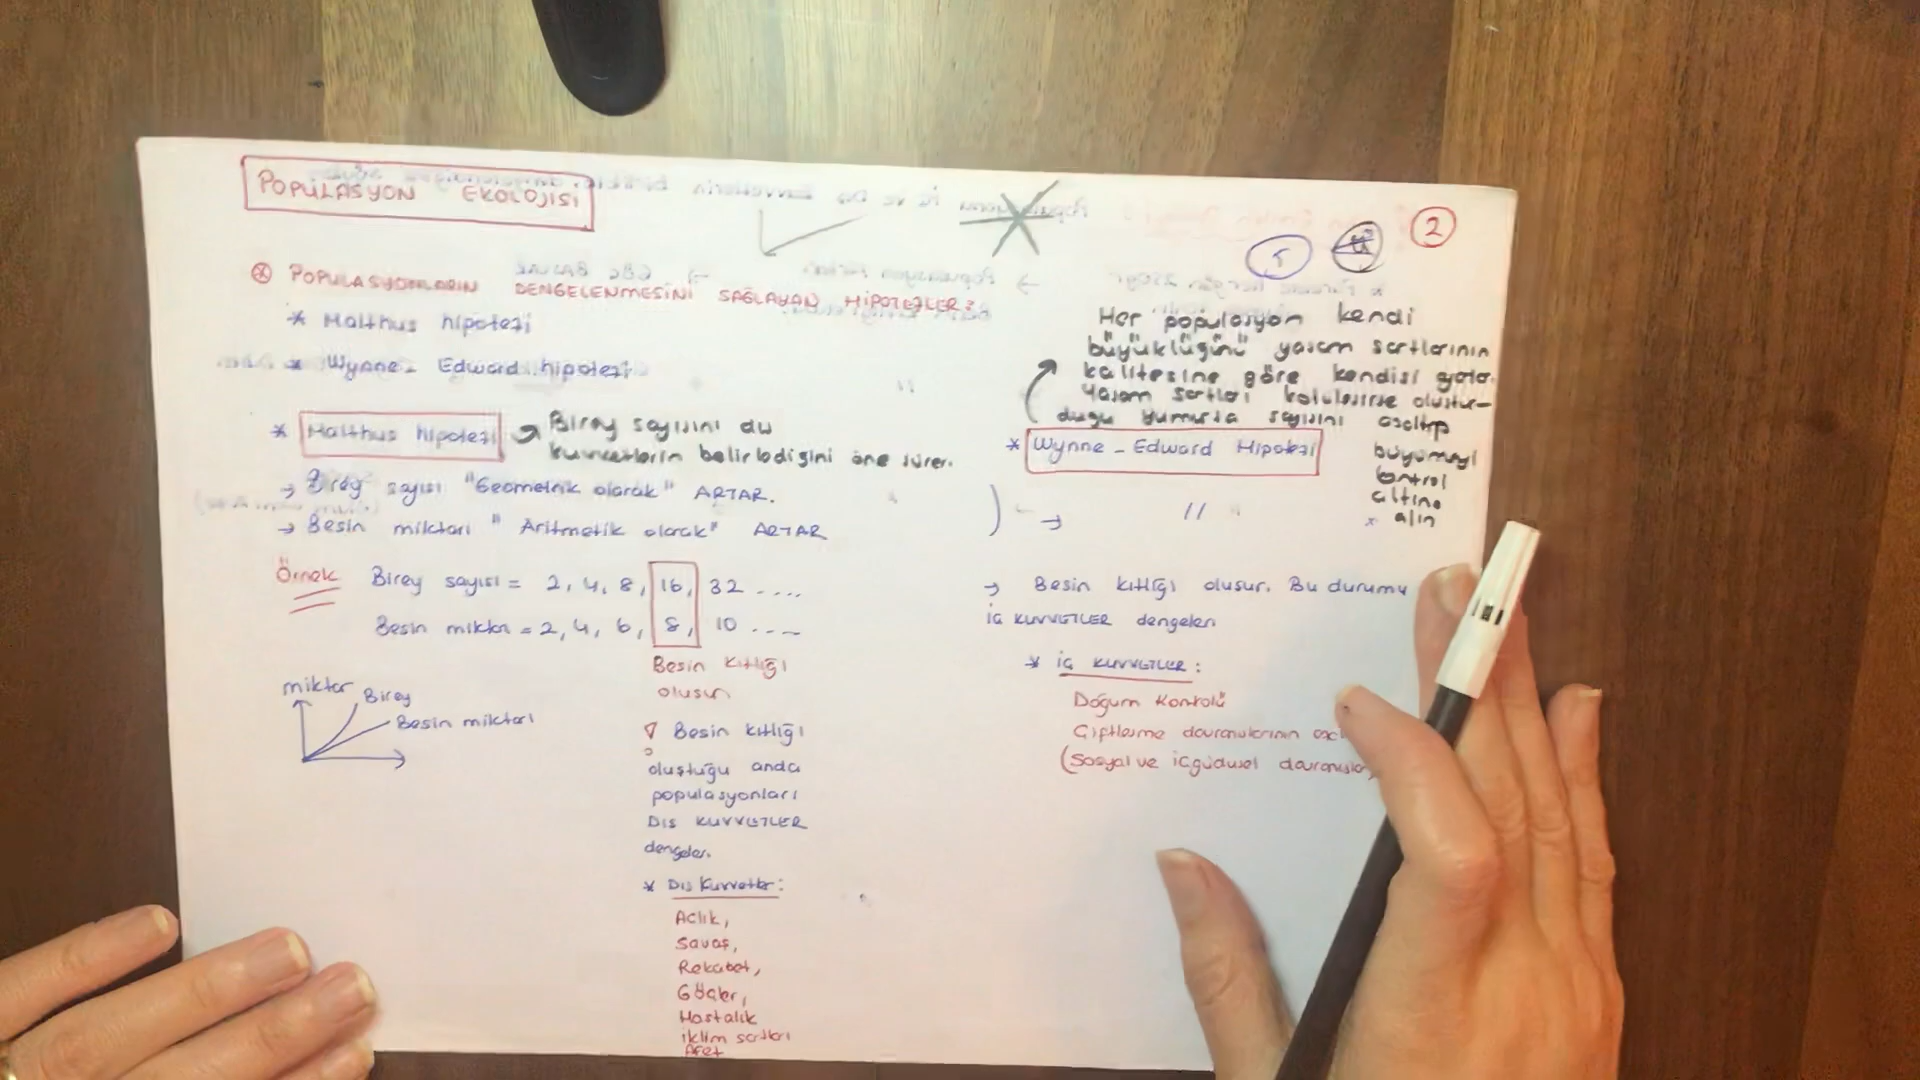 POPÜLASYON EKOLOJİSİ
2
5
⊗ POPÜLASYONLARIN DENGELENMESİNİ SAĞLAYAN HİPOTEZLER:
* Malthus hipotezi
* Wynne - Edward hipotezi
* Malthus hipotezi
Birey sayısını dış
kuvvetlerin belirlediğini öne sürer.
→ Birey sayısı "Geometrik olarak" ARTAR.
→ Besin miktarı "Aritmetik olarak" ARTAR
Örnek Birey sayısı = 2, 4, 8, 16, 32 ....
Besin miktarı = 2, 4, 6, 8, 10 ....
Besin kıtlığı
oluşur
miktar
Birey
Besin miktarı
Besin kıtlığı
oluştuğu anda
populasyonları
DIŞ KUVVETLER
dengeler.
* Dış Kuvvetler:
Açlık,
Savaş,
Rekabet,
Göçler,
Hastalık
iklim şartları
Afet
Her populasyon kendi
büyüklüğünü yaşam şartlarının
kalitesine göre kendisi
Yaşam şartları kötüleşirse oluştur-
duğu yumurta sayısını azaltıp
büyümeyi
kontrol
altına
alır
* Wynne - Edward Hipotezi
→ "
→ Besin kıtlığı oluşur. Bu durumu
İÇ KUVVETLER dengeler
* İÇ KUVVETLER:
Doğum Kontrolü
Çiftleşme davranışlarının
(Sosyal ve içgüdüsel davranışlar)